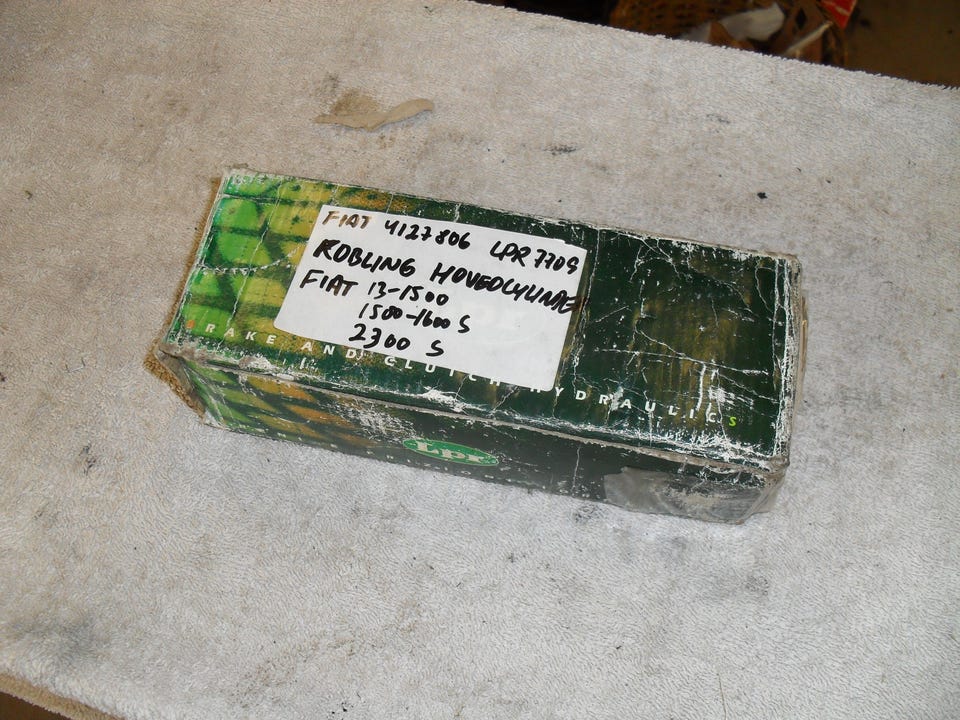 FIAT 4127806 LPR 7709
KOBLING HOVEDCYLINDER
FIAT 13-1500
1500-1600 S
2300 S
BRAKE AND CLUTCH HYDRAULICS
Lpr